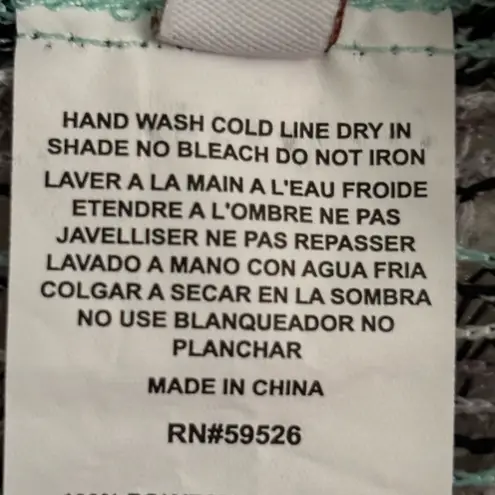 HAND WASH COLD LINE DRY IN
SHADE NO BLEACH DO NOT IRON
LAVER A LA MAIN A L'EAU FROIDE
ETENDRE A L'OMBRE NE PAS
JAVELLISER NE PAS REPASSER
LAVADO A MANO CON AGUA FRIA
COLGAR A SECAR EN LA SOMBRA
NO USE BLANQUEADOR NO
PLANCHAR
MADE IN CHINA
RN#59526